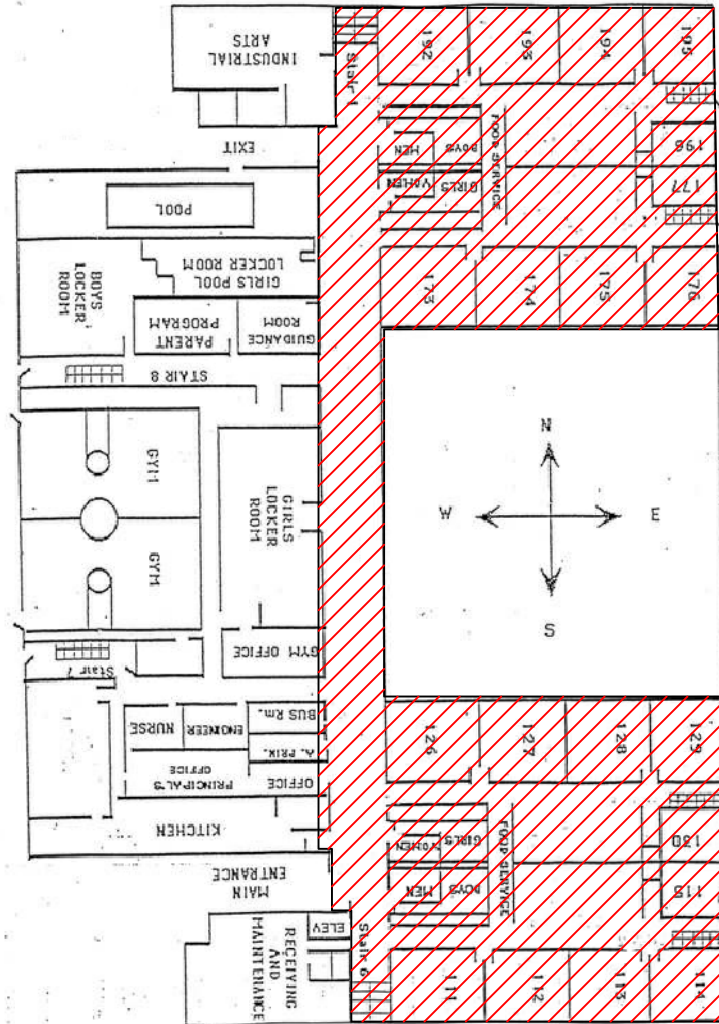 INDUSTRIAL
ARTS
Stair 1
192
193
194
195
EXIT
MEN
BOYS
FOOD SERVICE
196
WOMEN
GIRLS
177
POOL
GIRLS POOL
LOCKER ROOM
BOYS
LOCKER
ROOM
173
174
175
176
PARENT
PROGRAM
GUIDANCE
ROOM
STAIR 8
GYM
GIRLS
LOCKER
ROOM
GYM
N
W
E
S
GYM OFFICE
Stair 7
BUS Rm.
NURSE
ENGINEER
A. PRIN.
126
127
128
129
PRINCIPAL'S
OFFICE
OFFICE
KITCHEN
WOMEN
GIRLS
FOOD SERVICE
130
MAIN
ENTRANCE
MEN
BOYS
115
RECEIVING
AND
MAINTENANCE
ELEV
Stair 6
111
112
113
114